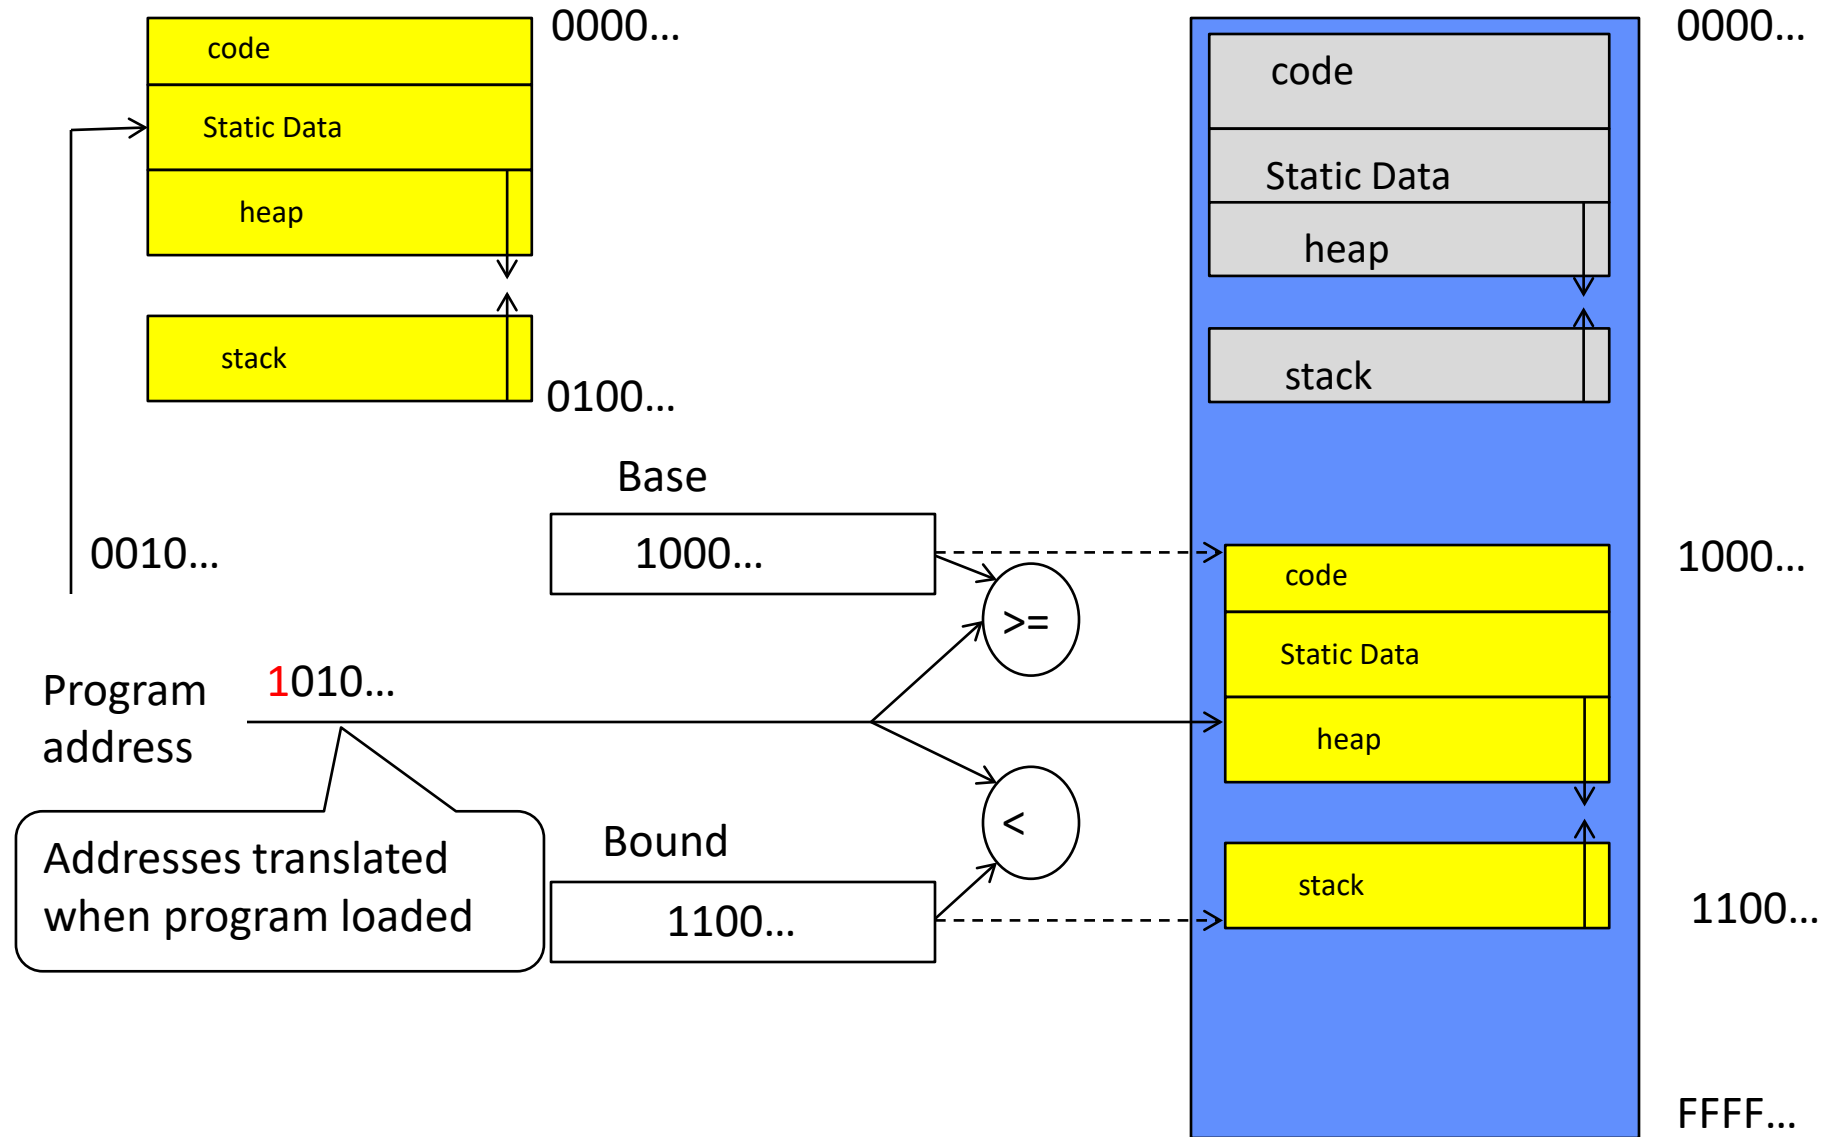 code
0000...
Static Data
heap
stack
0100...
0010...
Base
1000...
>=
Program
address
1010...
Addresses translated
when program loaded
<
Bound
1100...
0000...
code
Static Data
heap
stack
1000...
code
Static Data
heap
stack
1100...
FFFF...